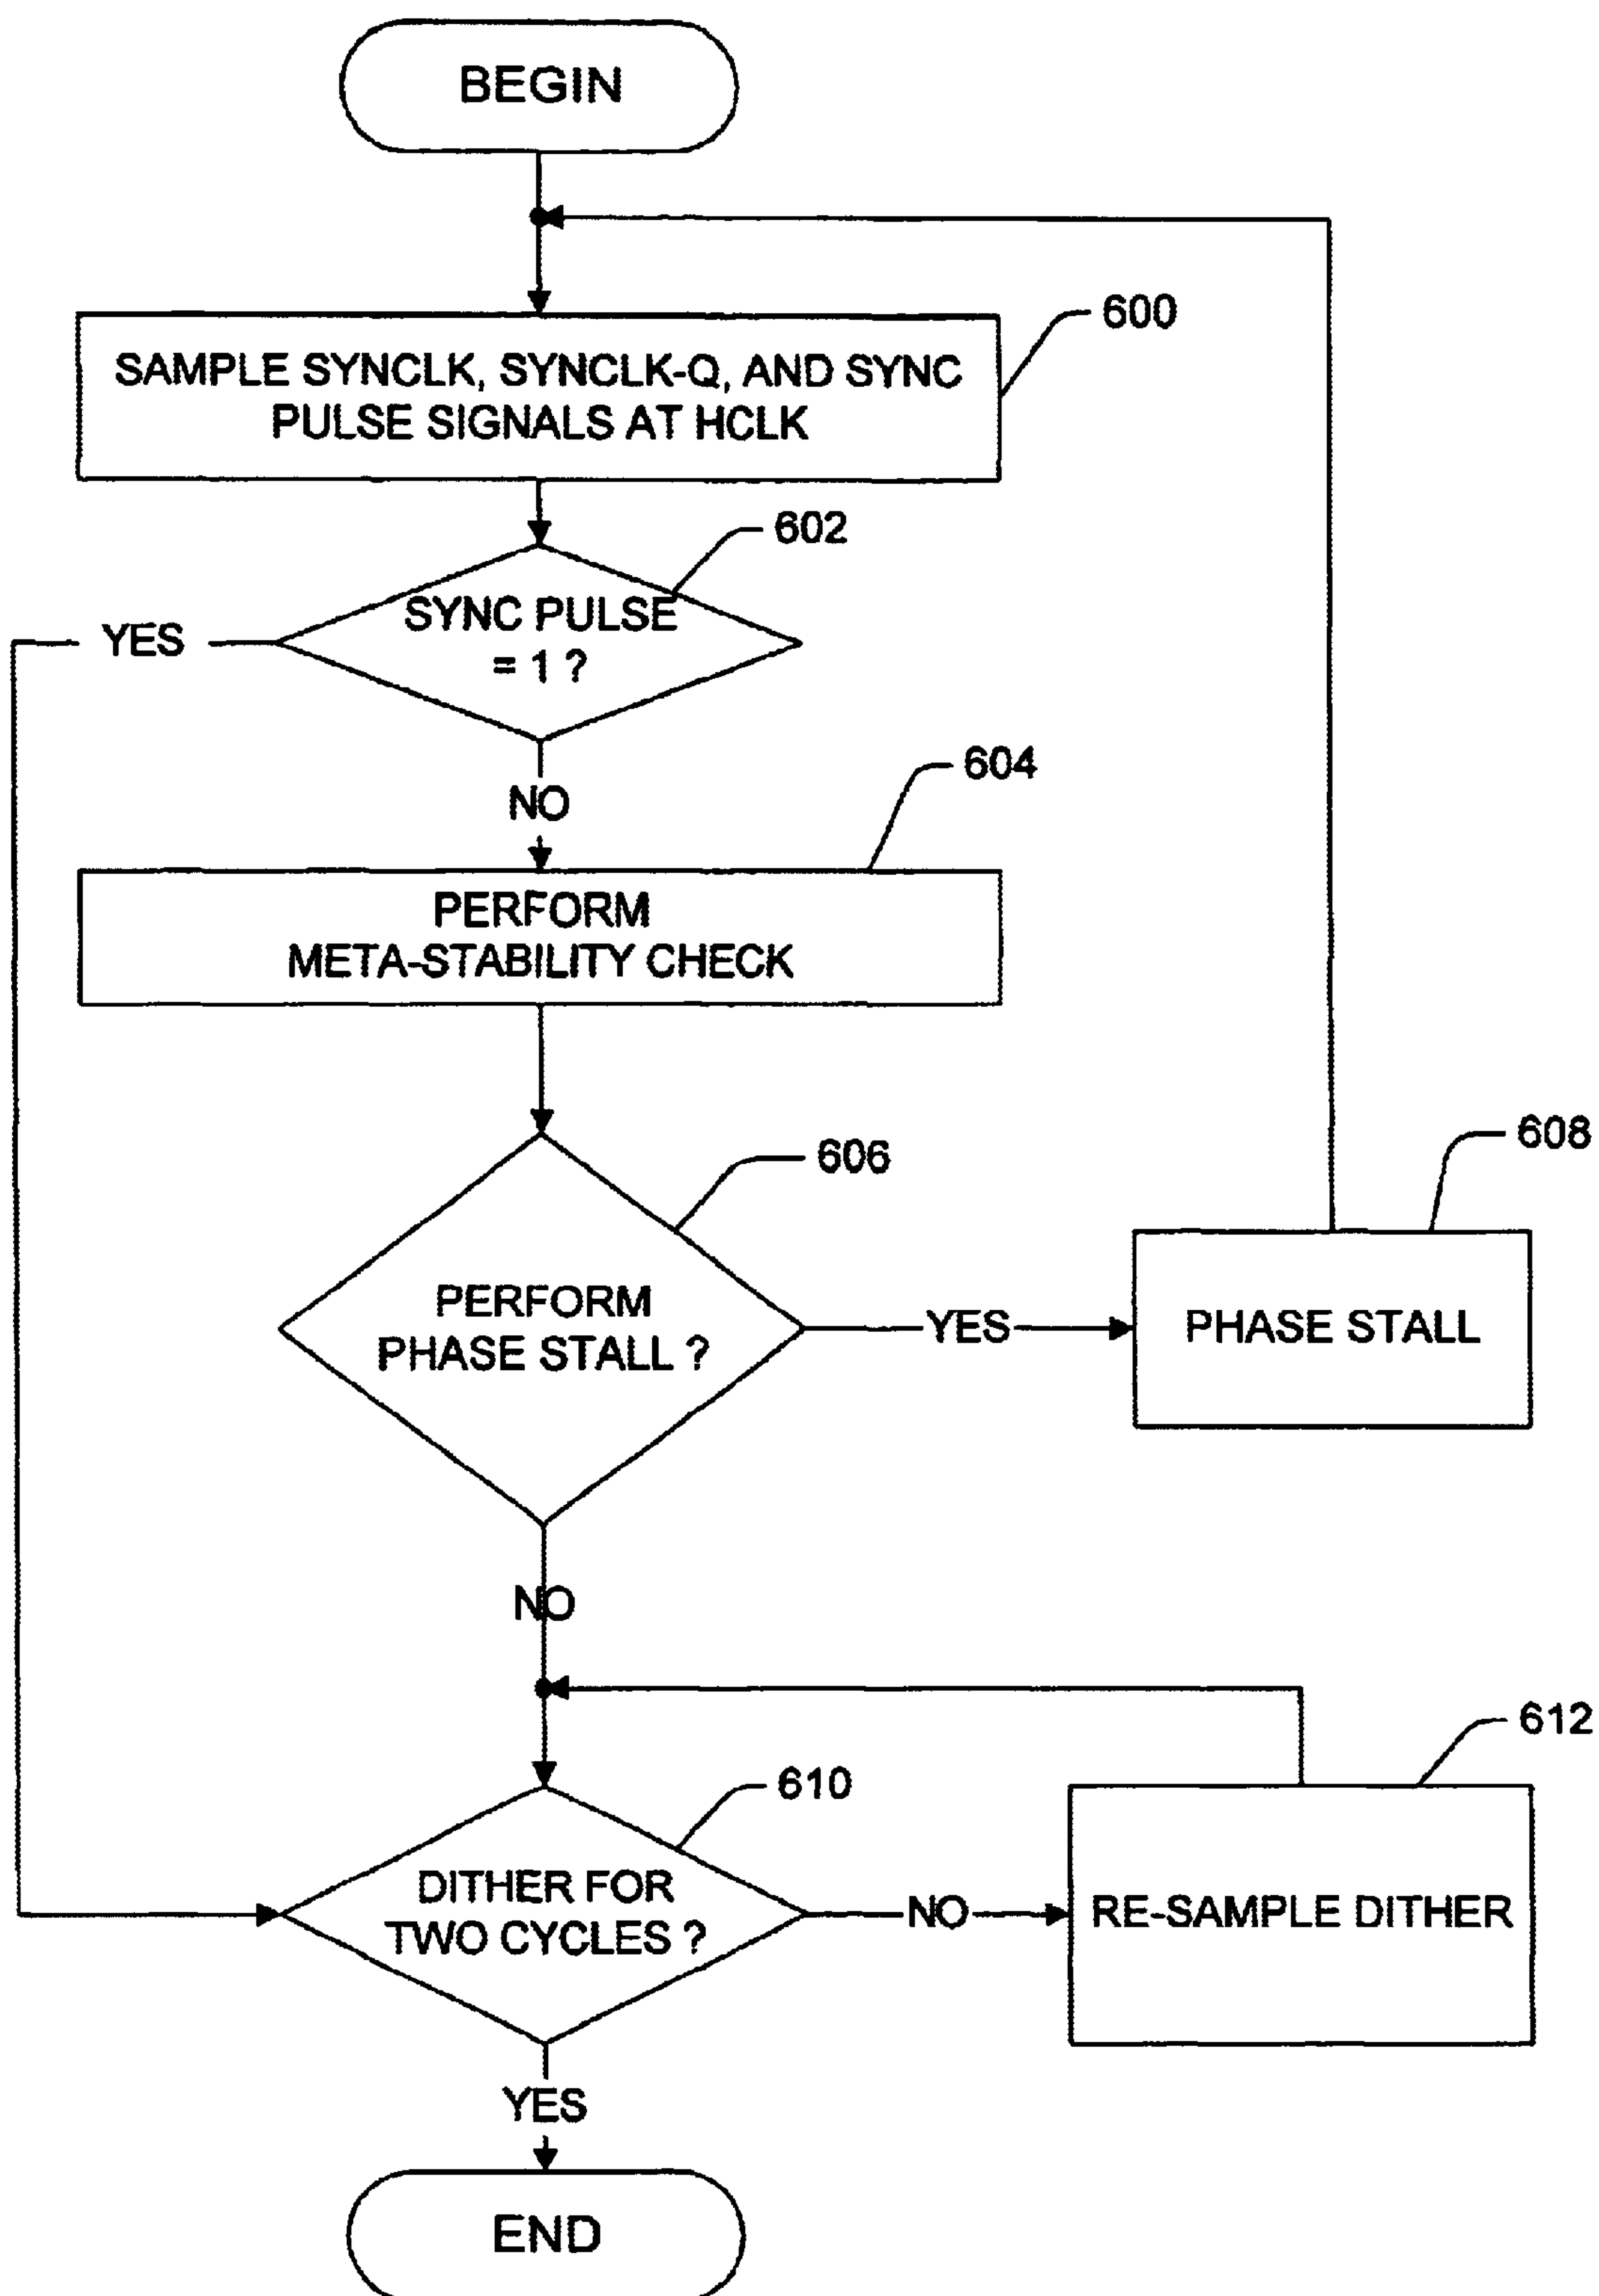 BEGIN
600
SAMPLE SYNCLK, SYNCLK-Q, AND SYNC
PULSE SIGNALS AT HCLK
602
SYNC PULSE
= 1 ?
YES
NO
604
PERFORM
META-STABILITY CHECK
606
608
PERFORM
PHASE STALL ?
YES
PHASE STALL
NO
612
610
DITHER FOR
TWO CYCLES ?
NO
RE-SAMPLE DITHER
YES
END